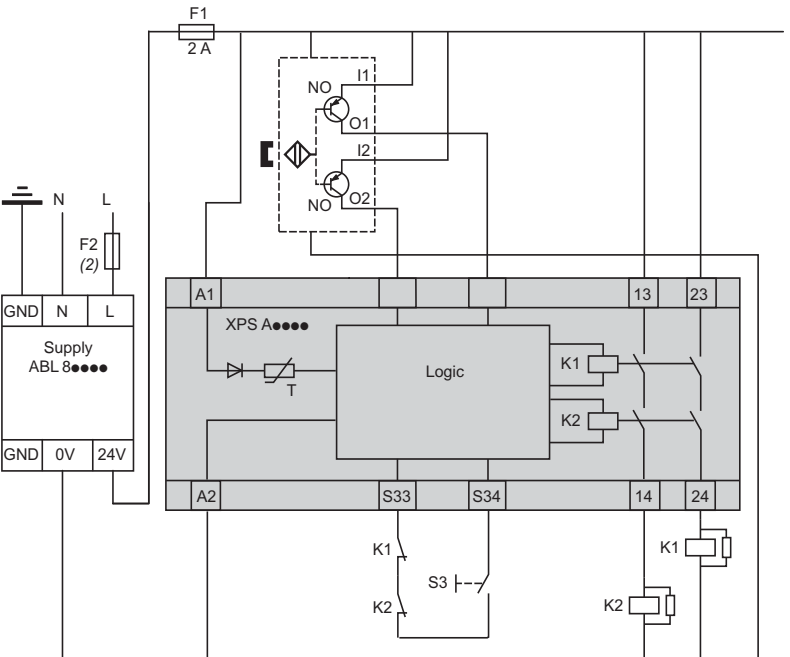 F1
2 A
I1
NO
O1
I2
NO
O2
N
L
F2
(2)
GND
N
L
Supply
ABL 8●●●●
GND
0V
24V
A1
13
23
XPS A●●●●
T
Logic
K1
K2
A2
S33
S34
14
24
K1
K2
S3
K1
K2